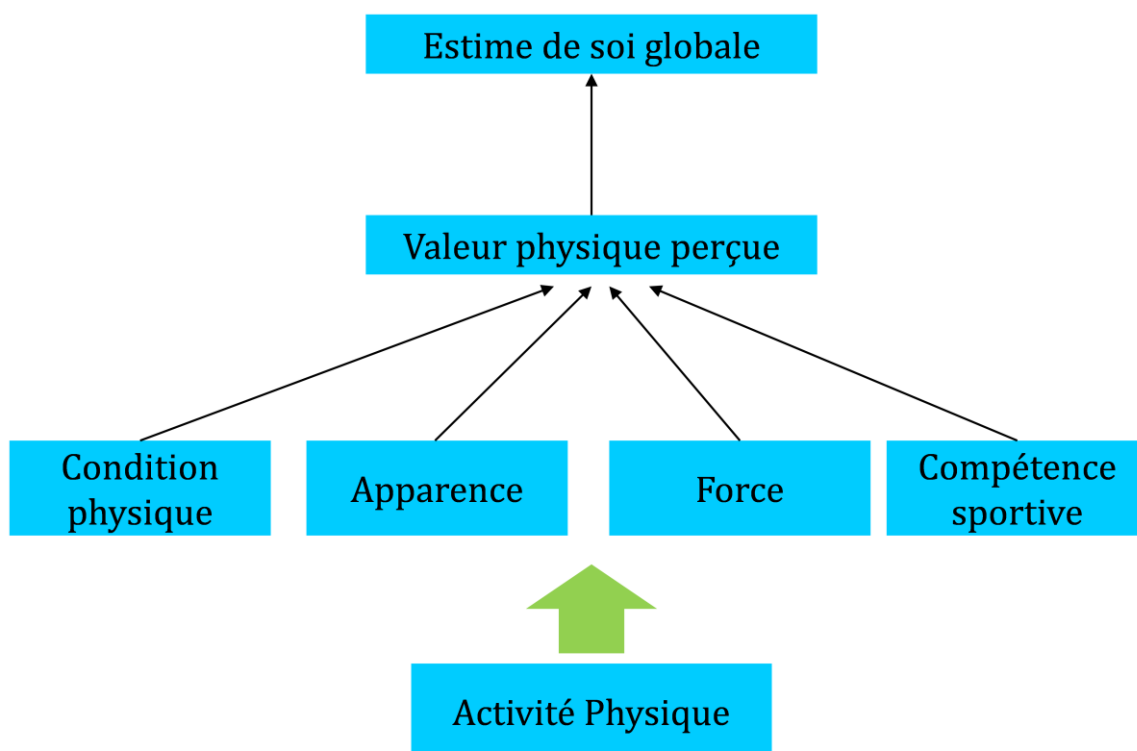 Estime de soi globale
Valeur physique perçue
Condition
physique
Apparence
Force
Compétence
sportive
Activité Physique